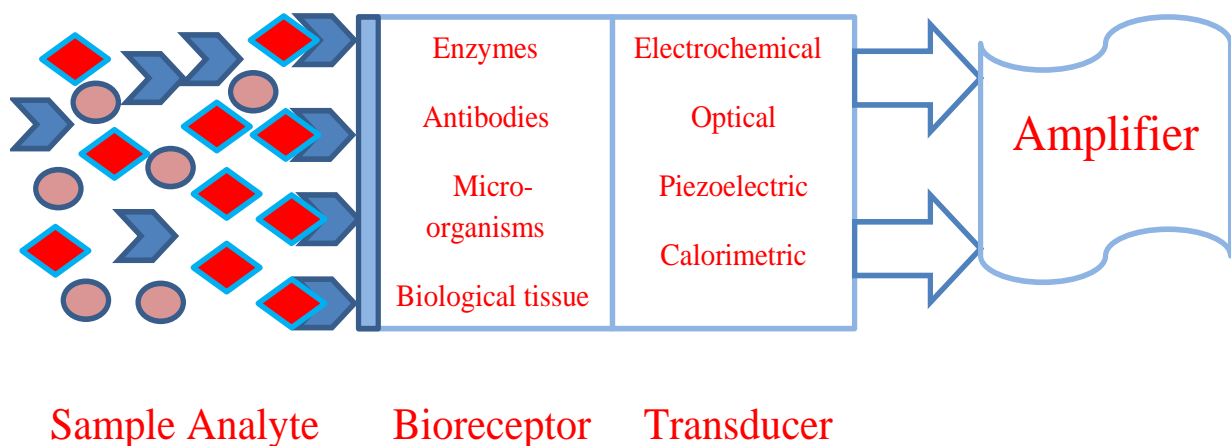 Enzymes
Antibodies
Micro-
organisms
Biological tissue
Electrochemical
Optical
Piezoelectric
Calorimetric
Amplifier
Sample Analyte
Bioreceptor
Transducer